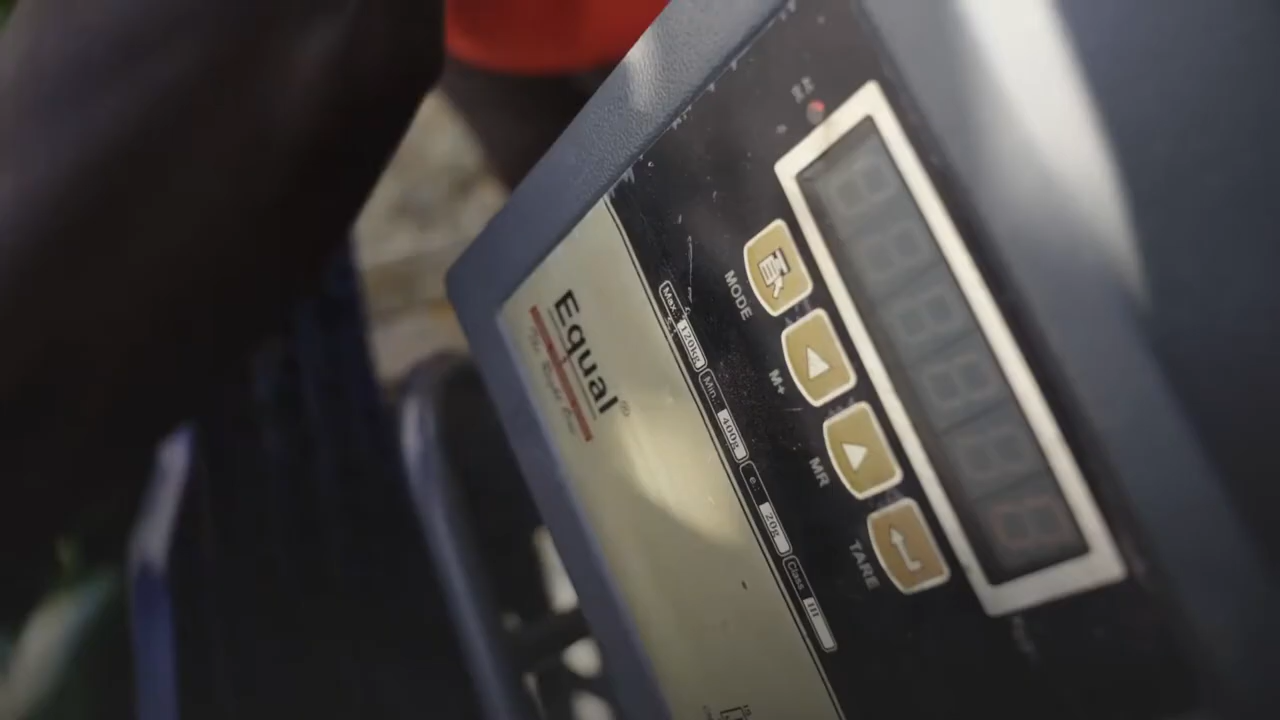 Equal®
Max.: 120kg Min.: 400g e: 20g Class III
MODE
M+
MR
TARE